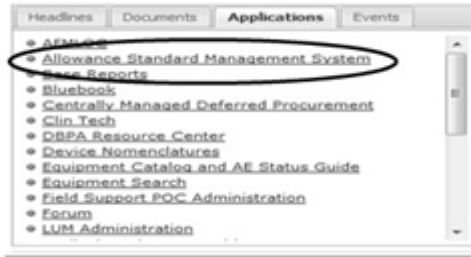 Headlines Documents Applications Events
AFMLOG
Allowance Standard Management System
Base Reports
Bluebook
Centrally Managed Deferred Procurement
Clin Tech
DBPA Resource Center
Device Nomenclatures
Equipment Catalog and AE Status Guide
Equipment Search
Field Support POC Administration
Forum
LUM Administration